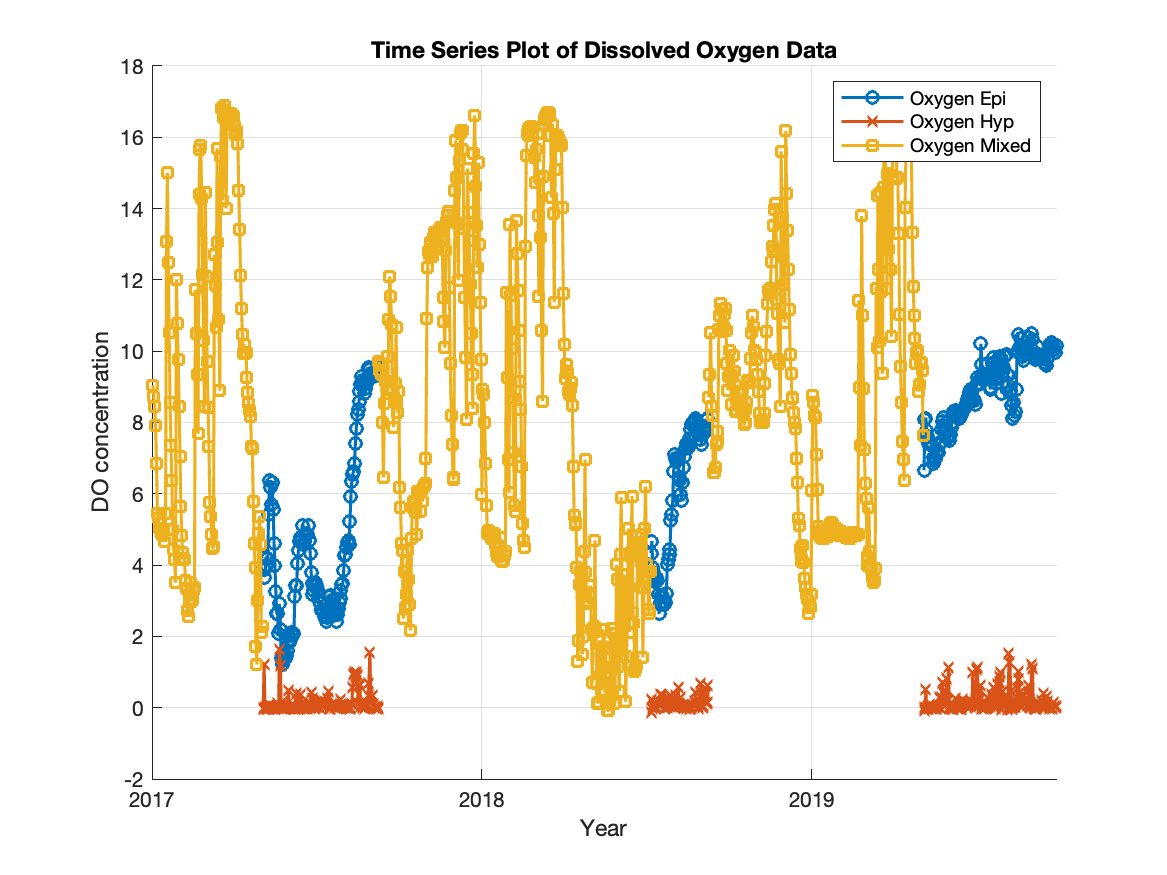 Time Series Plot of Dissolved Oxygen Data
18
16
14
12
10
8
6
4
2
0
-2
DO concentration
Oxygen Epi
Oxygen Hyp
Oxygen Mixed
2017
2018
2019
Year